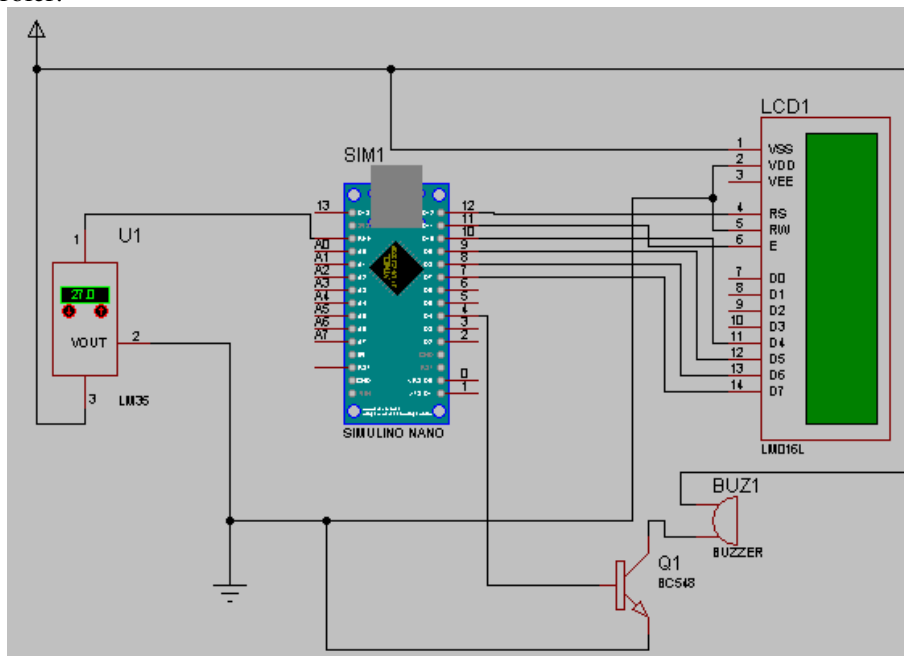 LCD1
1 VSS
2 VDD
3 VEE
4 RS
5 RW
6 E
7 D0
8 D1
9 D2
10 D3
11 D4
12 D5
13 D6
14 D7
LM016L
SIM1
13
A0
A1
A2
A3
A4
A5
A6
A7
12
11
10
9
8
7
6
5
4
3
2
0
1
SIMULINO NANO
U1
1
27.0
VOUT
2
3
LM35
BUZ1
BUZZER
Q1
BC548